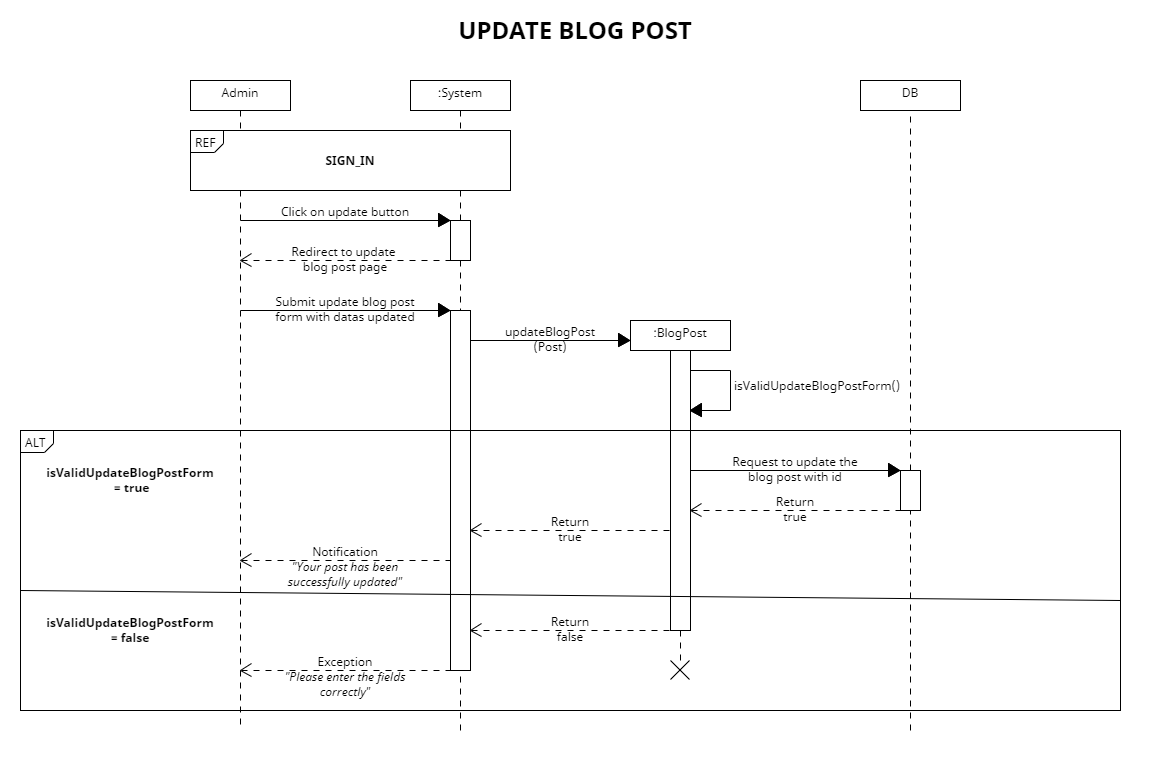 UPDATE BLOG POST
Admin
:System
DB
REF
SIGN_IN
Click on update button
Redirect to update
blog post page
Submit update blog post
form with datas updated
updateBlogPost
(Post)
:BlogPost
isValidUpdateBlogPostForm()
ALT
isValidUpdateBlogPostForm
= true
Request to update the
blog post with id
Return
true
Return
true
Notification
"Your post has been
successfully updated"
isValidUpdateBlogPostForm
= false
Return
false
Exception
"Please enter the fields
correctly"